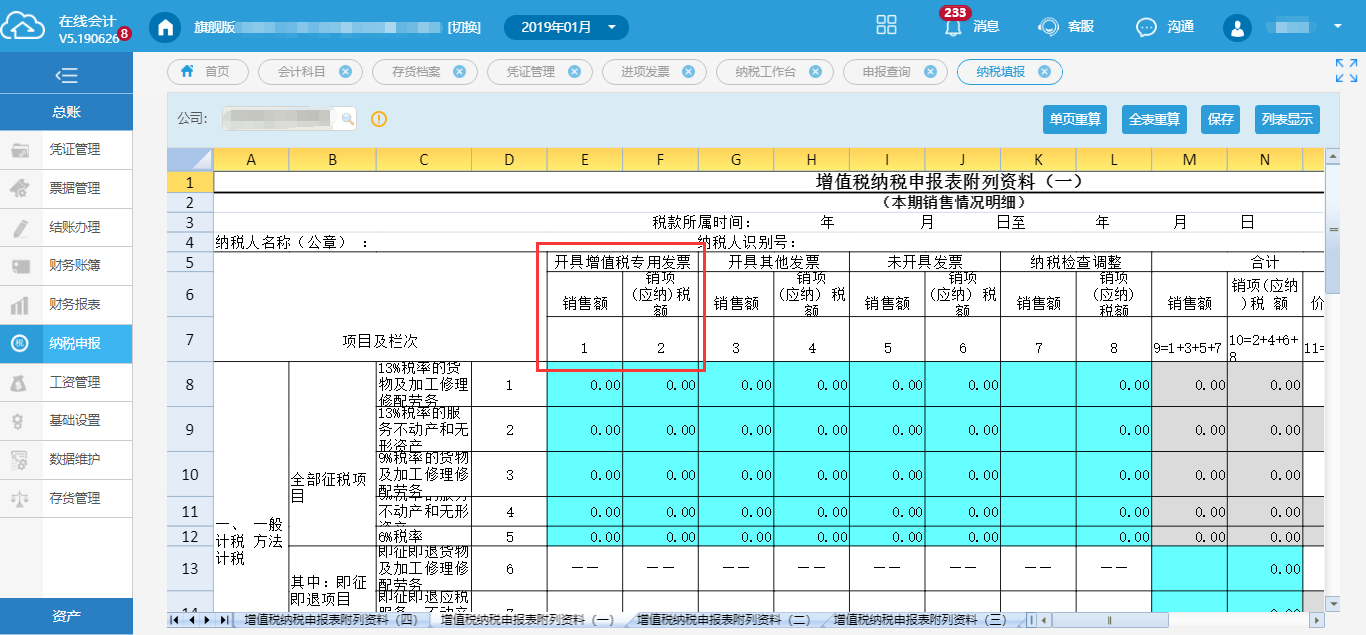 在线会计
V5.190626
8
旗舰版
[切换]
2019年01月
233
消息
客服
沟通
首页
会计科目
存货档案
凭证管理
进项发票
纳税工作台
申报查询
纳税填报
总账
凭证管理
票据管理
结账办理
财务账簿
财务报表
税
纳税申报
工资管理
基础设置
数据维护
存货管理
资产
公司:
单页重算
全表重算
保存
列表显示
A B C D E F G H I J K L M N
1 增值税纳税申报表附列资料（一）
2 （本期销售情况明细）
3 税款所属时间: 年 月 日至 年 月 日
4 纳税人名称（公章） : 纳税人识别号:
5 开具增值税专用发票 开具其他发票 未开具发票 纳税检查调整 合计
6 销售额 销项(应纳)税额 销售额 销项(应纳) 税额 销售额 销项(应纳) 税额 销售额 销项(应纳)税额 销售额 销项(应纳)税 额 价
7 项目及栏次 1 2 3 4 5 6 7 8 9=1+3+5+7 10=2+4+6+8 11=
一、 一般计税 方法计税
全部征税项目
8 13%税率的货物及加工修理修配劳务 1 0.00 0.00 0.00 0.00 0.00 0.00 0.00 0.00 0.00
9 13%税率的服务不动产和无形资产 2 0.00 0.00 0.00 0.00 0.00 0.00 0.00 0.00 0.00
10 9%税率的货物及加工修理修配劳务 3 0.00 0.00 0.00 0.00 0.00 0.00 0.00 0.00 0.00
11 9%税率的服务不动产和无形资产 4 0.00 0.00 0.00 0.00 0.00 0.00 0.00 0.00 0.00
12 6%税率 5 0.00 0.00 0.00 0.00 0.00 0.00 0.00 0.00 0.00
其中: 即征即退项目
13 即征即退货物及加工修理修配劳务 6 —— —— —— —— —— —— —— —— 0.00
14 即征即退应税服务、不动产
增值税纳税申报表附列资料（四） 增值税纳税申报表附列资料（一） 增值税纳税申报表附列资料（二） 增值税纳税申报表附列资料（三）